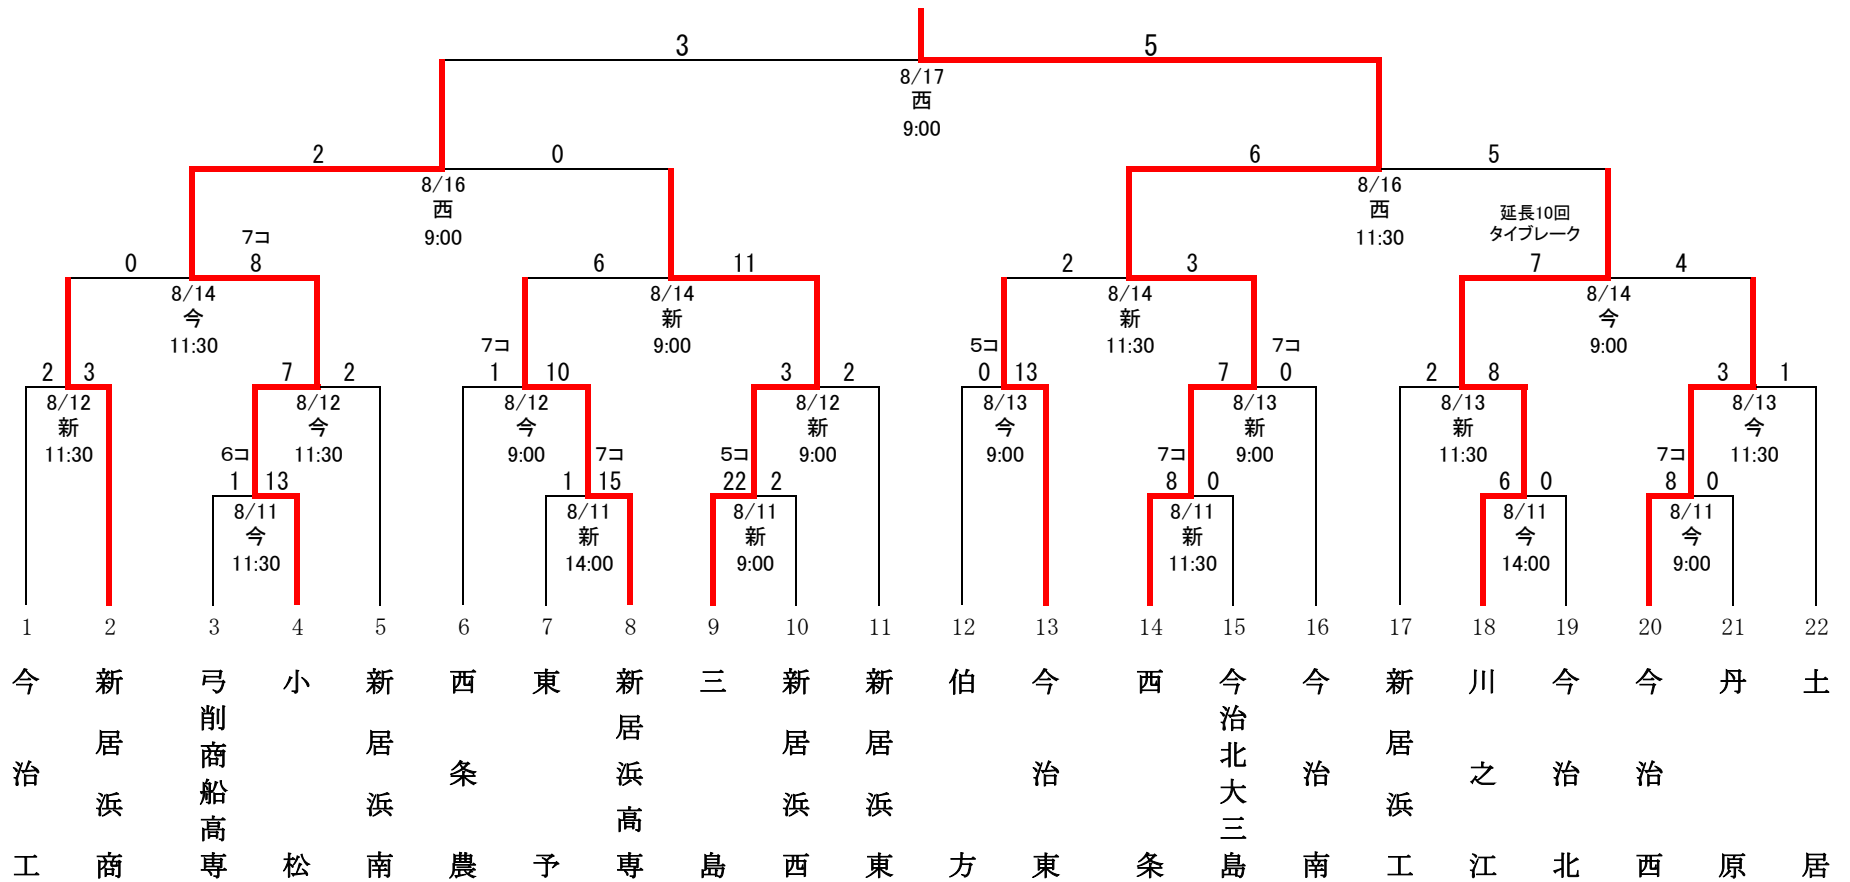 3 5
8/17
西
9:00
2 0 6 5
8/16 8/16
西 西
9:00 11:30
延長10回
タイブレーク
7コ
0 8 6 11 2 3 7 4
8/14 8/14 8/14 8/14
今 新 新 今
11:30 9:00 11:30 9:00
7コ 5コ 7コ
2 3 7 2 1 10 3 2 0 13 7 0 2 8 3 1
8/12 8/12 8/12 8/12 8/13 8/13 8/13 8/13
新 今 今 新 今 新 新 今
11:30 11:30 9:00 9:00 9:00 9:00 11:30 11:30
6コ 7コ 5コ 7コ 7コ
1 13 1 15 22 2 8 0 6 0 8 0
8/11 8/11 8/11 8/11 8/11 8/11
今 新 新 新 今 今
11:30 14:00 9:00 11:30 14:00 9:00
1 2 3 4 5 6 7 8 9 10 11 12 13 14 15 16 17 18 19 20 21 22
今治工
新居浜商
弓削商船高専
小松
新居浜南
西条農
東予
新居浜高専
三島
新居浜西
新居浜東
伯方
今治東
西条
今治北大三島
今治南
新居浜工
川之江
今治北
今治西
丹原
土居